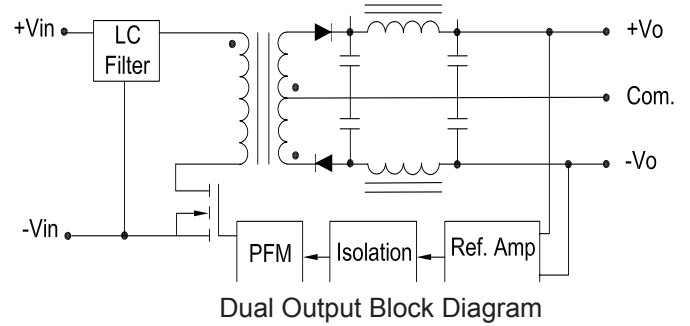 +Vin
LC
Filter
+Vo
Com.
-Vo
-Vin
PFM
Isolation
Ref. Amp
Dual Output Block Diagram